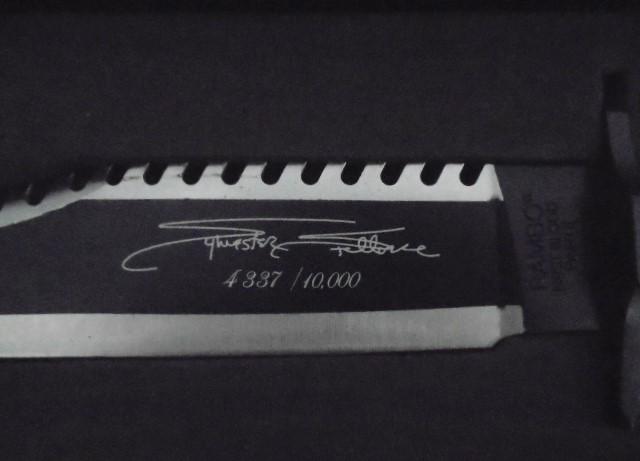 Sylvester Stallone
4337/10,000
RAMBO